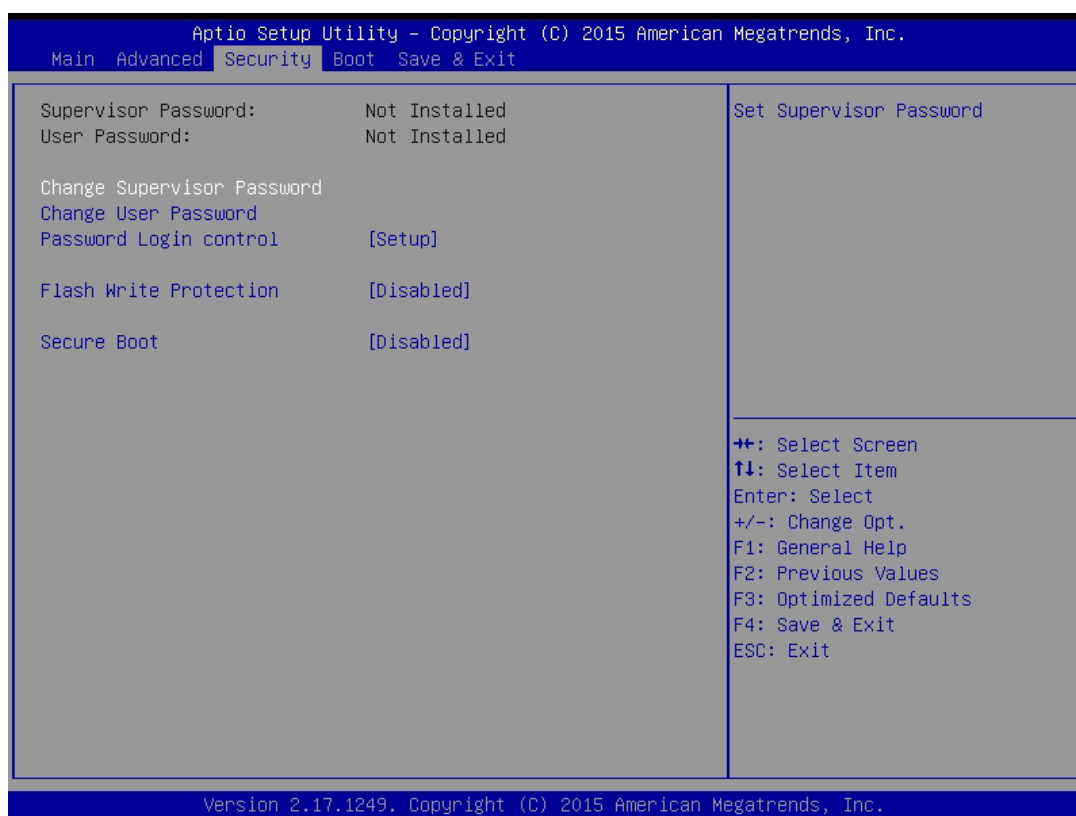 Aptio Setup Utility – Copyright (C) 2015 American Megatrends, Inc.
Main Advanced Security Boot Save & Exit
Supervisor Password: Not Installed
User Password: Not Installed
Change Supervisor Password
Change User Password
Password Login control [Setup]
Flash Write Protection [Disabled]
Secure Boot [Disabled]
Set Supervisor Password
→←: Select Screen
↑↓: Select Item
Enter: Select
+/-: Change Opt.
F1: General Help
F2: Previous Values
F3: Optimized Defaults
F4: Save & Exit
ESC: Exit
Version 2.17.1249. Copyright (C) 2015 American Megatrends, Inc.